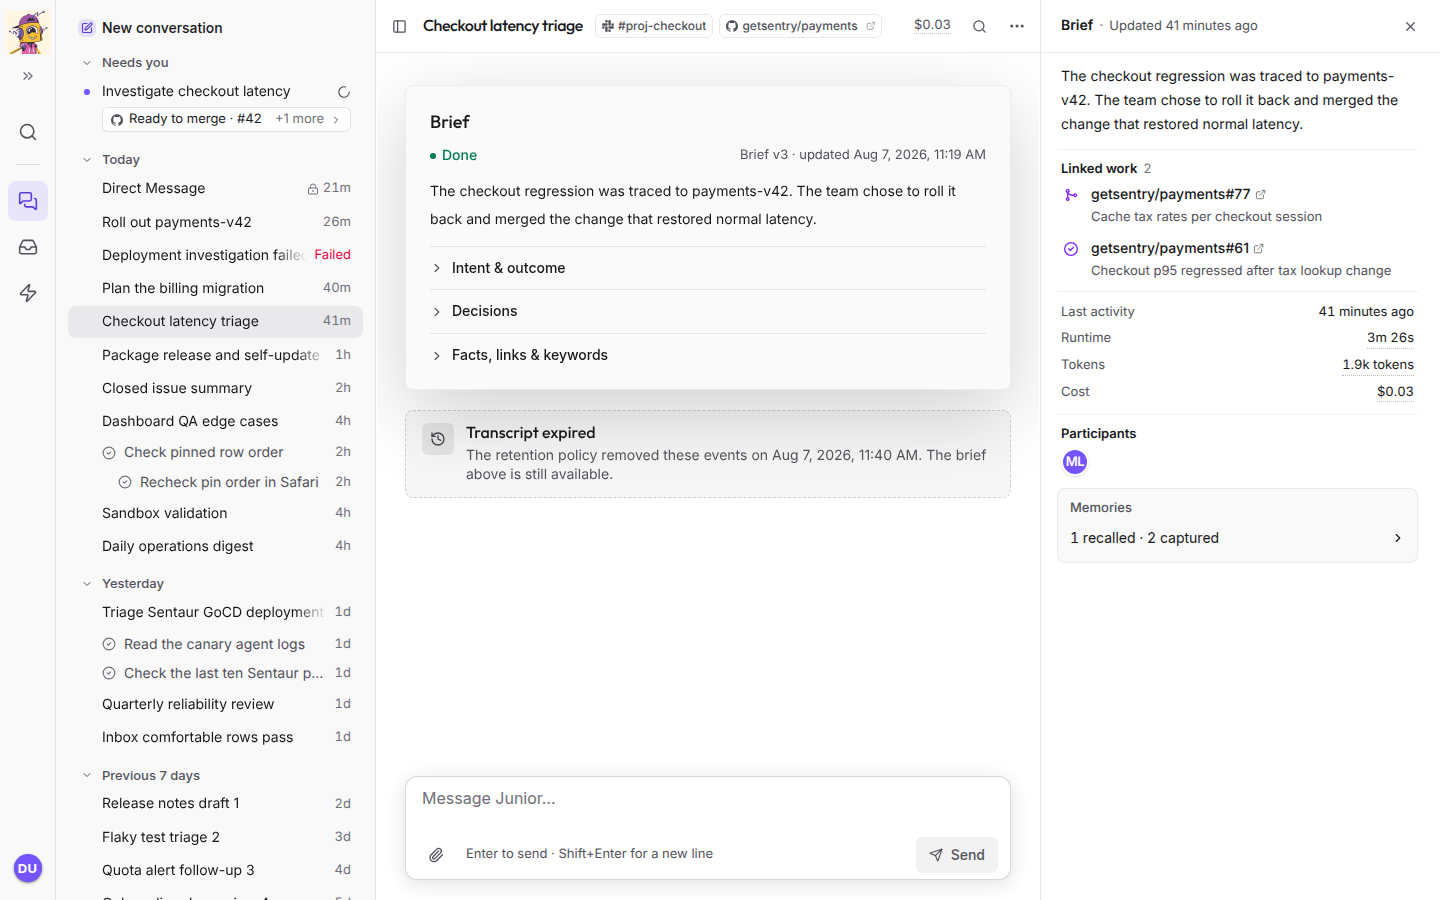 New conversation
Needs you
Investigate checkout latency
Ready to merge · #42 +1 more
Today
Direct Message 21m
Roll out payments-v42 26m
Deployment investigation failed Failed
Plan the billing migration 40m
Checkout latency triage 41m
Package release and self-update 1h
Closed issue summary 2h
Dashboard QA edge cases 4h
Check pinned row order 2h
Recheck pin order in Safari 2h
Sandbox validation 4h
Daily operations digest 4h
Yesterday
Triage Sentaur GoCD deployment 1d
Read the canary agent logs 1d
Check the last ten Sentaur p... 1d
Quarterly reliability review 1d
Inbox comfortable rows pass 1d
Previous 7 days
Release notes draft 1 2d
Flaky test triage 2 3d
Quota alert follow-up 3 4d
DU
Checkout latency triage #proj-checkout getsentry/payments $0.03
Brief
Done Brief v3 · updated Aug 7, 2026, 11:19 AM
The checkout regression was traced to payments-v42. The team chose to roll it
back and merged the change that restored normal latency.
Intent & outcome
Decisions
Facts, links & keywords
Transcript expired
The retention policy removed these events on Aug 7, 2026, 11:40 AM. The brief
above is still available.
Message Junior...
Enter to send · Shift+Enter for a new line Send
Brief · Updated 41 minutes ago
The checkout regression was traced to payments-
v42. The team chose to roll it back and merged the
change that restored normal latency.
Linked work 2
getsentry/payments#77
Cache tax rates per checkout session
getsentry/payments#61
Checkout p95 regressed after tax lookup change
Last activity 41 minutes ago
Runtime 3m 26s
Tokens 1.9k tokens
Cost $0.03
Participants
ML
Memories
1 recalled · 2 captured